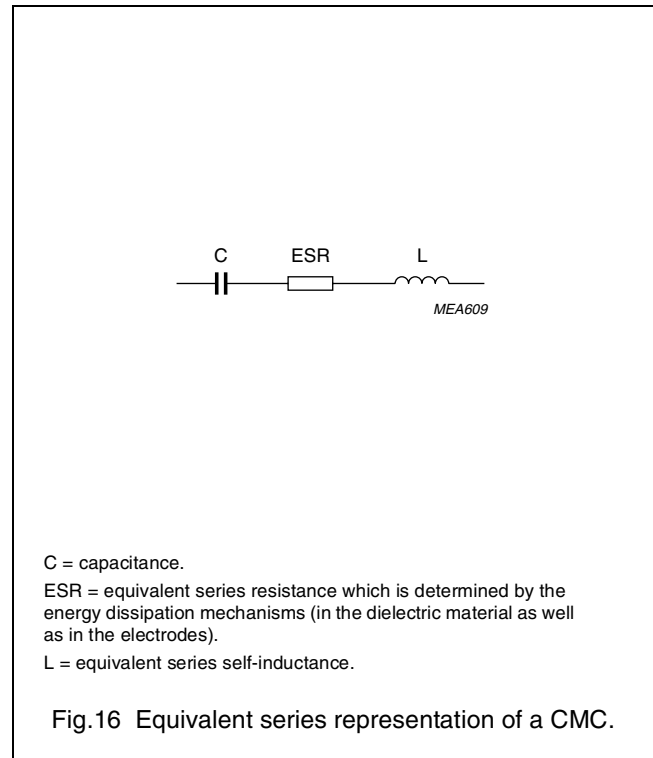 C ESR L
MEA609
C = capacitance.
ESR = equivalent series resistance which is determined by the
energy dissipation mechanisms (in the dielectric material as well
as in the electrodes).
L = equivalent series self-inductance.
Fig.16 Equivalent series representation of a CMC.